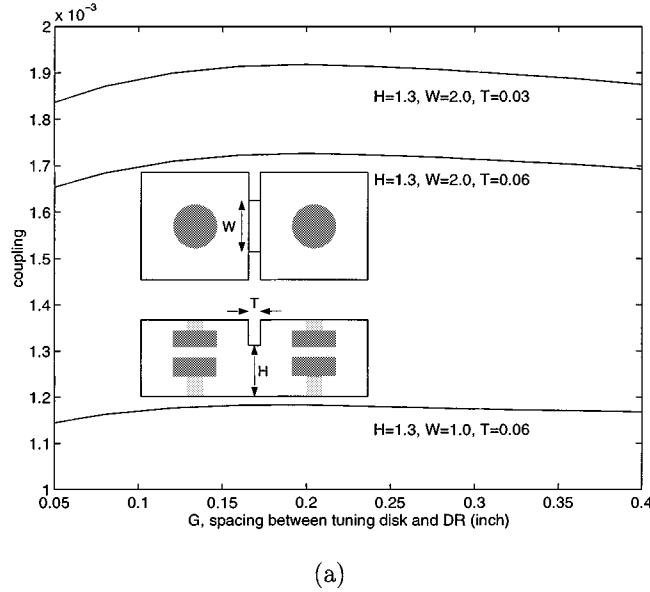 × 10⁻³
2
1.9
H=1.3, W=2.0, T=0.03
1.8
1.7
H=1.3, W=2.0, T=0.06
1.6
W
1.5
coupling
1.4
T
1.3
H
1.2
H=1.3, W=1.0, T=0.06
1.1
1
0.05 0.1 0.15 0.2 0.25 0.3 0.35 0.4
G, spacing between tuning disk and DR (inch)
(a)